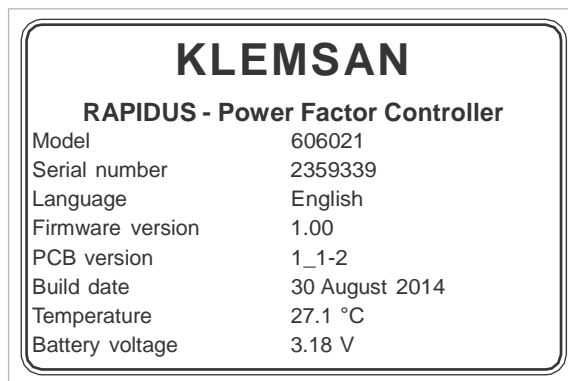 KLEMSAN
RAPIDUS - Power Factor Controller
Model 606021
Serial number 2359339
Language English
Firmware version 1.00
PCB version 1_1-2
Build date 30 August 2014
Temperature 27.1 °C
Battery voltage 3.18 V